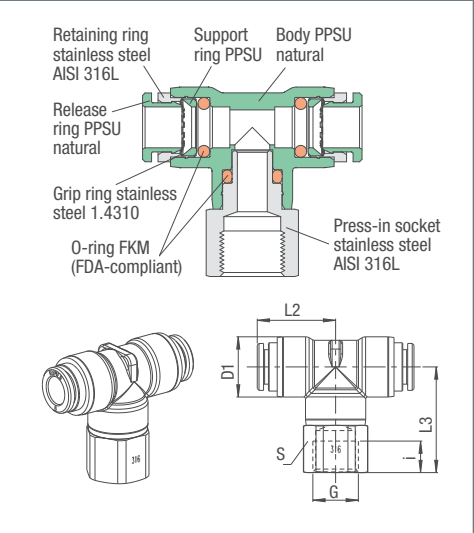 Retaining ring
stainless steel
AISI 316L
Support
ring PPSU
Body PPSU
natural
Release
ring PPSU
natural
Grip ring stainless
steel 1.4310
O-ring FKM
(FDA-compliant)
Press-in socket
stainless steel
AISI 316L
L2
D1
L3
S
316
i
G
316